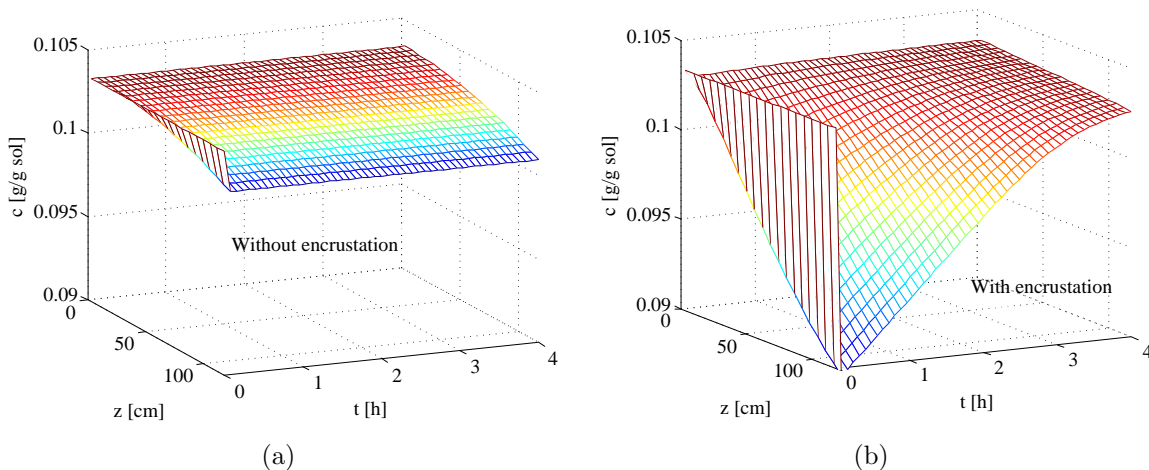 0.105
0.1
0.095
0.09
c [g/g sol]
Without encrustation
0
50
100
z [cm]
0
1
2
3
4
t [h]
(a)
0.105
0.1
0.095
0.09
c [g/g sol]
With encrustation
0
50
100
z [cm]
0
1
2
3
4
t [h]
(b)